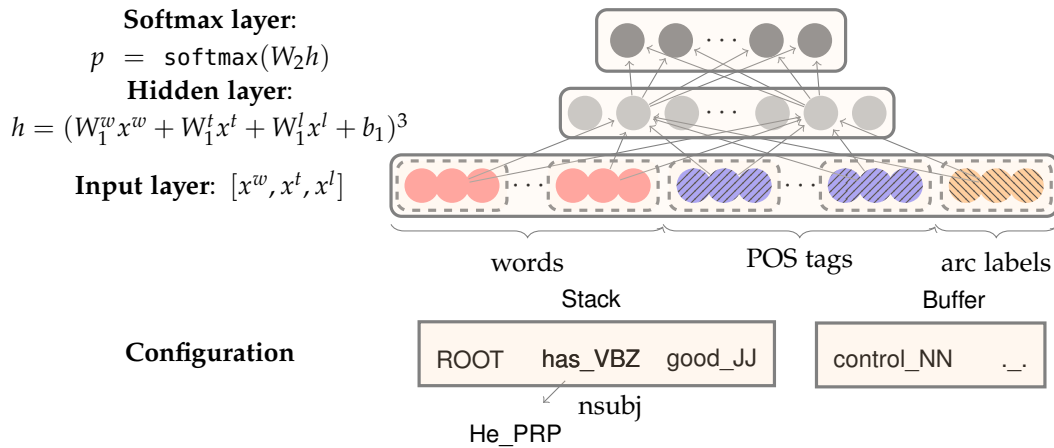 Softmax layer:
p = softmax(W₂h)
Hidden layer:
h = (W₁ʷxʷ + W₁ᵗxᵗ + W₁ˡxˡ + b₁)³
Input layer: [xʷ, xᵗ, xˡ]
···
···
··· ···
words POS tags arc labels
Stack Buffer
Configuration ROOT has_VBZ good_JJ control_NN ._.
nsubj
He_PRP